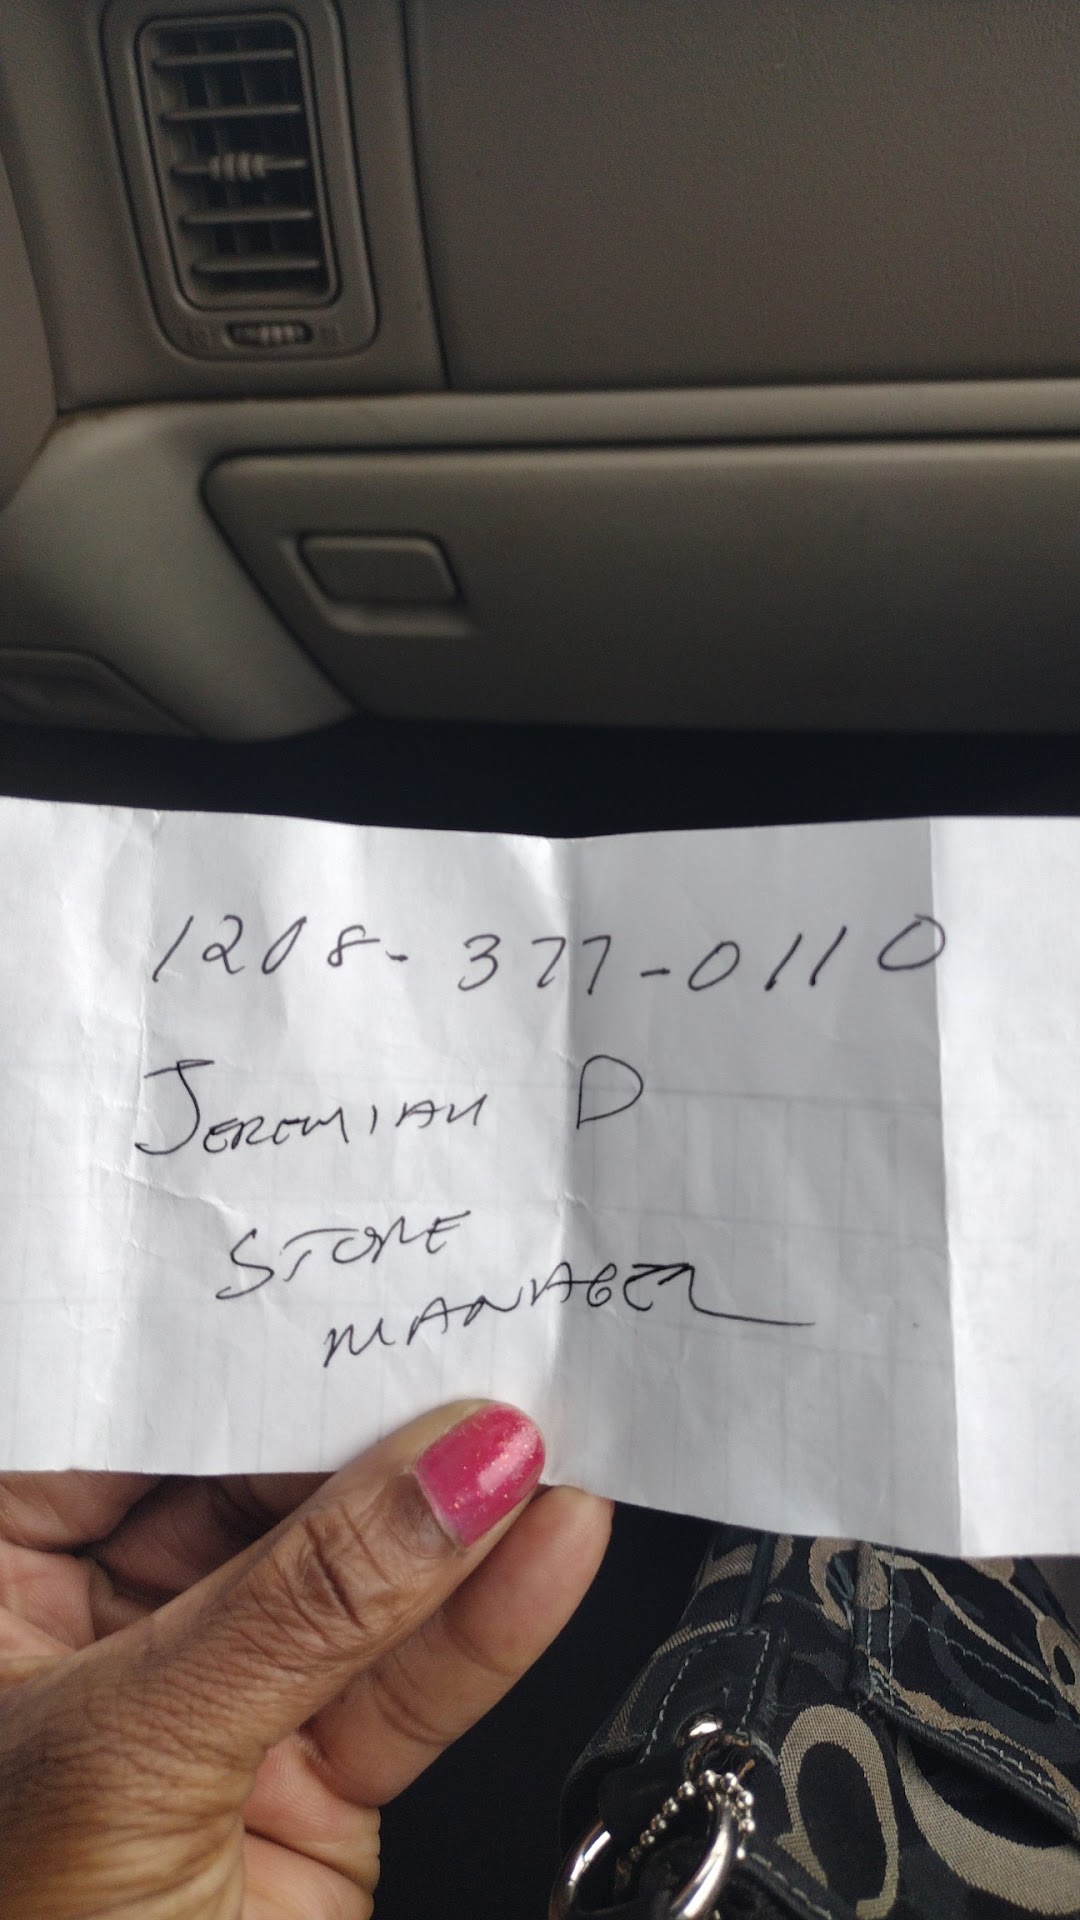 1208-377-0110
JEREMIAH D
STORE
MANAGER